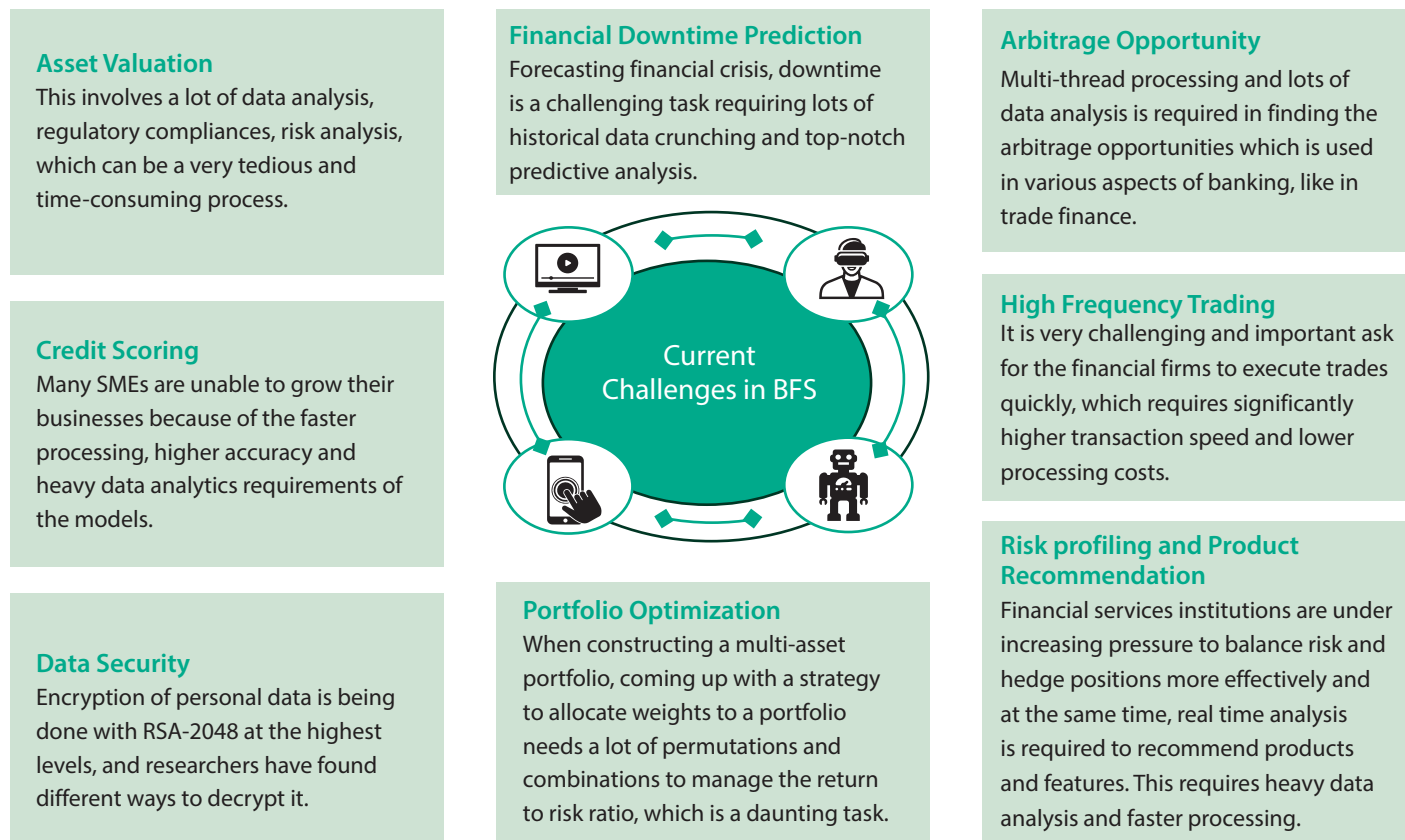 Asset Valuation
This involves a lot of data analysis,
regulatory compliances, risk analysis,
which can be a very tedious and
time-consuming process.
Credit Scoring
Many SMEs are unable to grow their
businesses because of the faster
processing, higher accuracy and
heavy data analytics requirements of
the models.
Data Security
Encryption of personal data is being
done with RSA-2048 at the highest
levels, and researchers have found
different ways to decrypt it.
Financial Downtime Prediction
Forecasting financial crisis, downtime
is a challenging task requiring lots of
historical data crunching and top-notch
predictive analysis.
Current
Challenges in BFS
Portfolio Optimization
When constructing a multi-asset
portfolio, coming up with a strategy
to allocate weights to a portfolio
needs a lot of permutations and
combinations to manage the return
to risk ratio, which is a daunting task.
Arbitrage Opportunity
Multi-thread processing and lots of
data analysis is required in finding the
arbitrage opportunities which is used
in various aspects of banking, like in
trade finance.
High Frequency Trading
It is very challenging and important ask
for the financial firms to execute trades
quickly, which requires significantly
higher transaction speed and lower
processing costs.
Risk profiling and Product
Recommendation
Financial services institutions are under
increasing pressure to balance risk and
hedge positions more effectively and
at the same time, real time analysis
is required to recommend products
and features. This requires heavy data
analysis and faster processing.